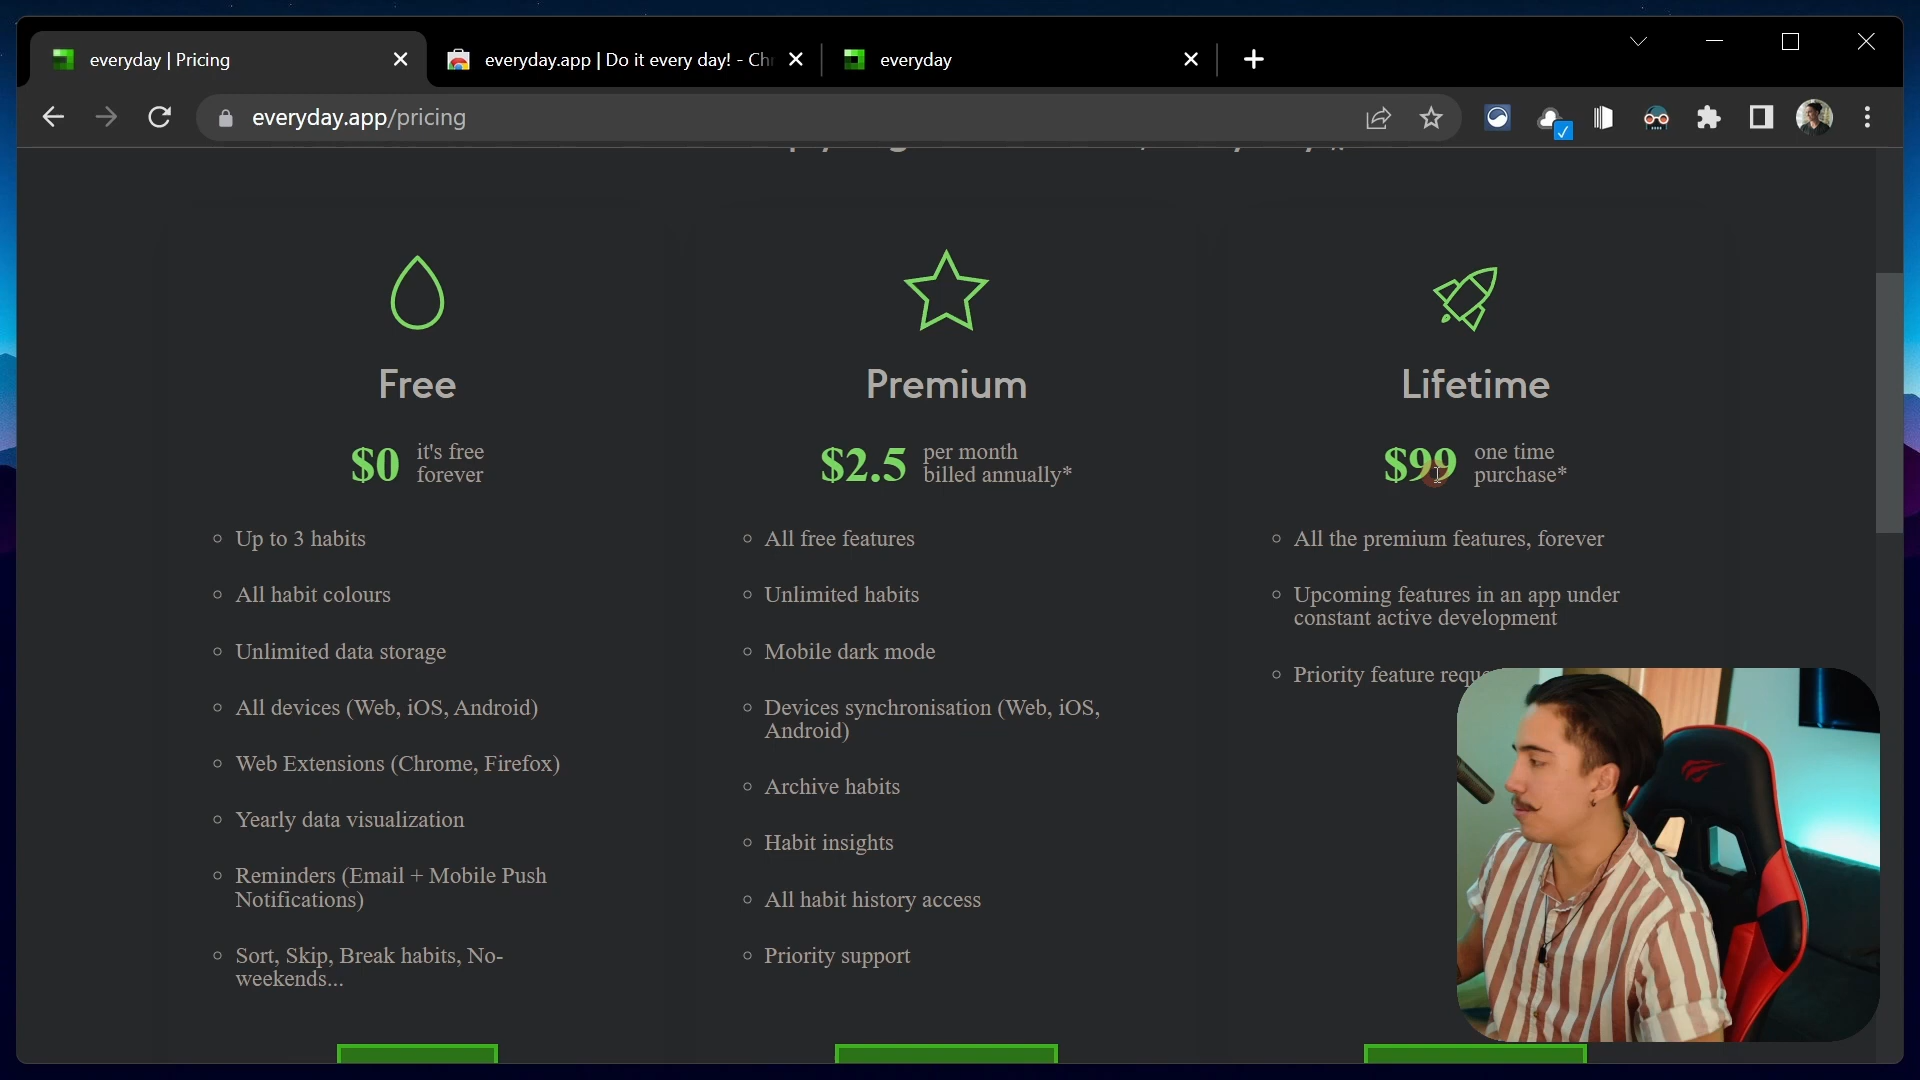 everyday | Pricing
everyday.app | Do it every day! - Ch
everyday
everyday.app/pricing
Free
$0 it's free
forever
Up to 3 habits
All habit colours
Unlimited data storage
All devices (Web, iOS, Android)
Web Extensions (Chrome, Firefox)
Yearly data visualization
Reminders (Email + Mobile Push
Notifications)
Sort, Skip, Break habits, No-
weekends...
Premium
$2.5 per month
billed annually*
All free features
Unlimited habits
Mobile dark mode
Devices synchronisation (Web, iOS,
Android)
Archive habits
Habit insights
All habit history access
Priority support
Lifetime
$99 one time
purchase*
All the premium features, forever
Upcoming features in an app under
constant active development
Priority feature requ